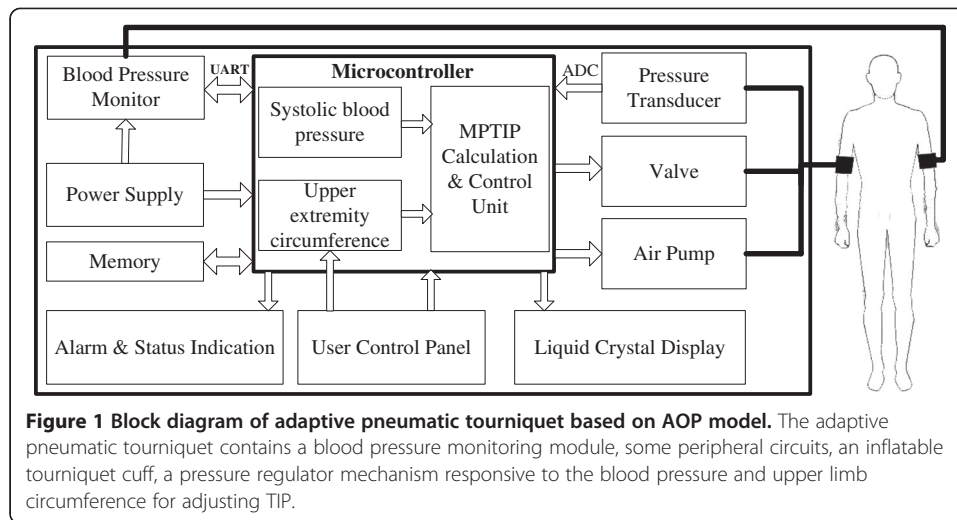 Blood Pressure
Monitor
UART
Microcontroller
ADC
Pressure
Transducer
Systolic blood
pressure
MPTIP
Calculation
& Control
Unit
Valve
Power Supply
Upper
extremity
circumference
Memory
Air Pump
Alarm & Status Indication
User Control Panel
Liquid Crystal Display
Figure 1 Block diagram of adaptive pneumatic tourniquet based on AOP model. The adaptive
pneumatic tourniquet contains a blood pressure monitoring module, some peripheral circuits, an inflatable
tourniquet cuff, a pressure regulator mechanism responsive to the blood pressure and upper limb
circumference for adjusting TIP.